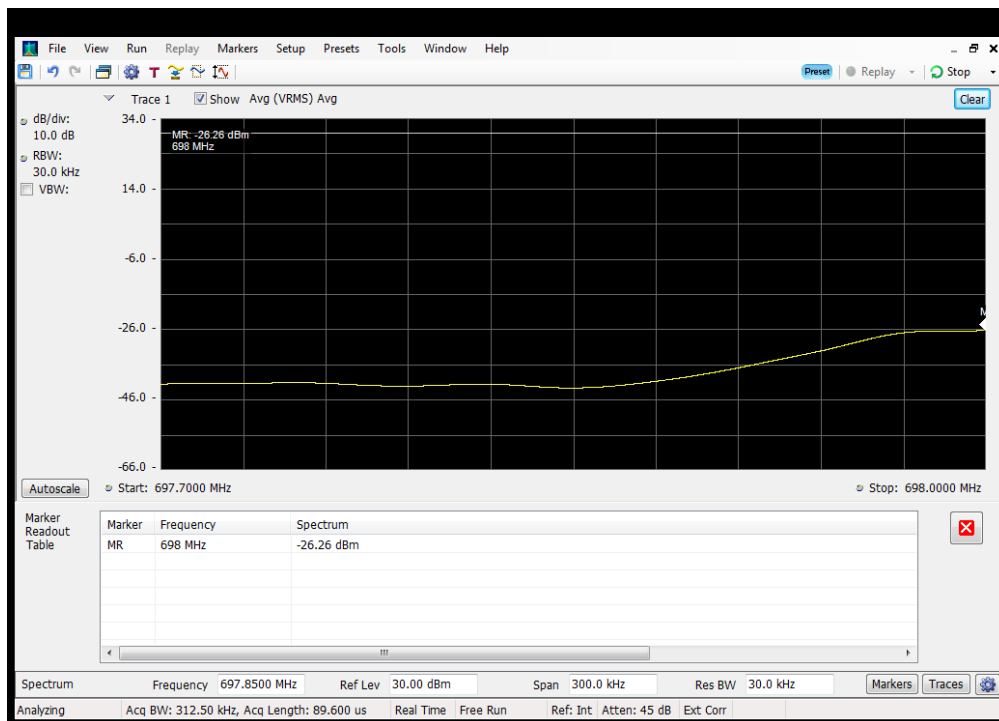 File View Run Replay Markers Setup Presets Tools Window Help
T Preset Replay Stop
Trace 1 Show Avg (VRMS) Avg Clear
dB/div:
10.0 dB
RBW:
30.0 kHz
VBW:
34.0
14.0
-6.0
-26.0
-46.0
-66.0
MR: -26.26 dBm
698 MHz
M
Autoscale Start: 697.7000 MHz Stop: 698.0000 MHz
Marker
Readout
Table
Marker Frequency Spectrum
MR 698 MHz -26.26 dBm
Spectrum Frequency 697.8500 MHz Ref Lev 30.00 dBm Span 300.0 kHz Res BW 30.0 kHz Markers Traces
Analyzing Acq BW: 312.50 kHz, Acq Length: 89.600 us Real Time Free Run Ref: Int Atten: 45 dB Ext Corr